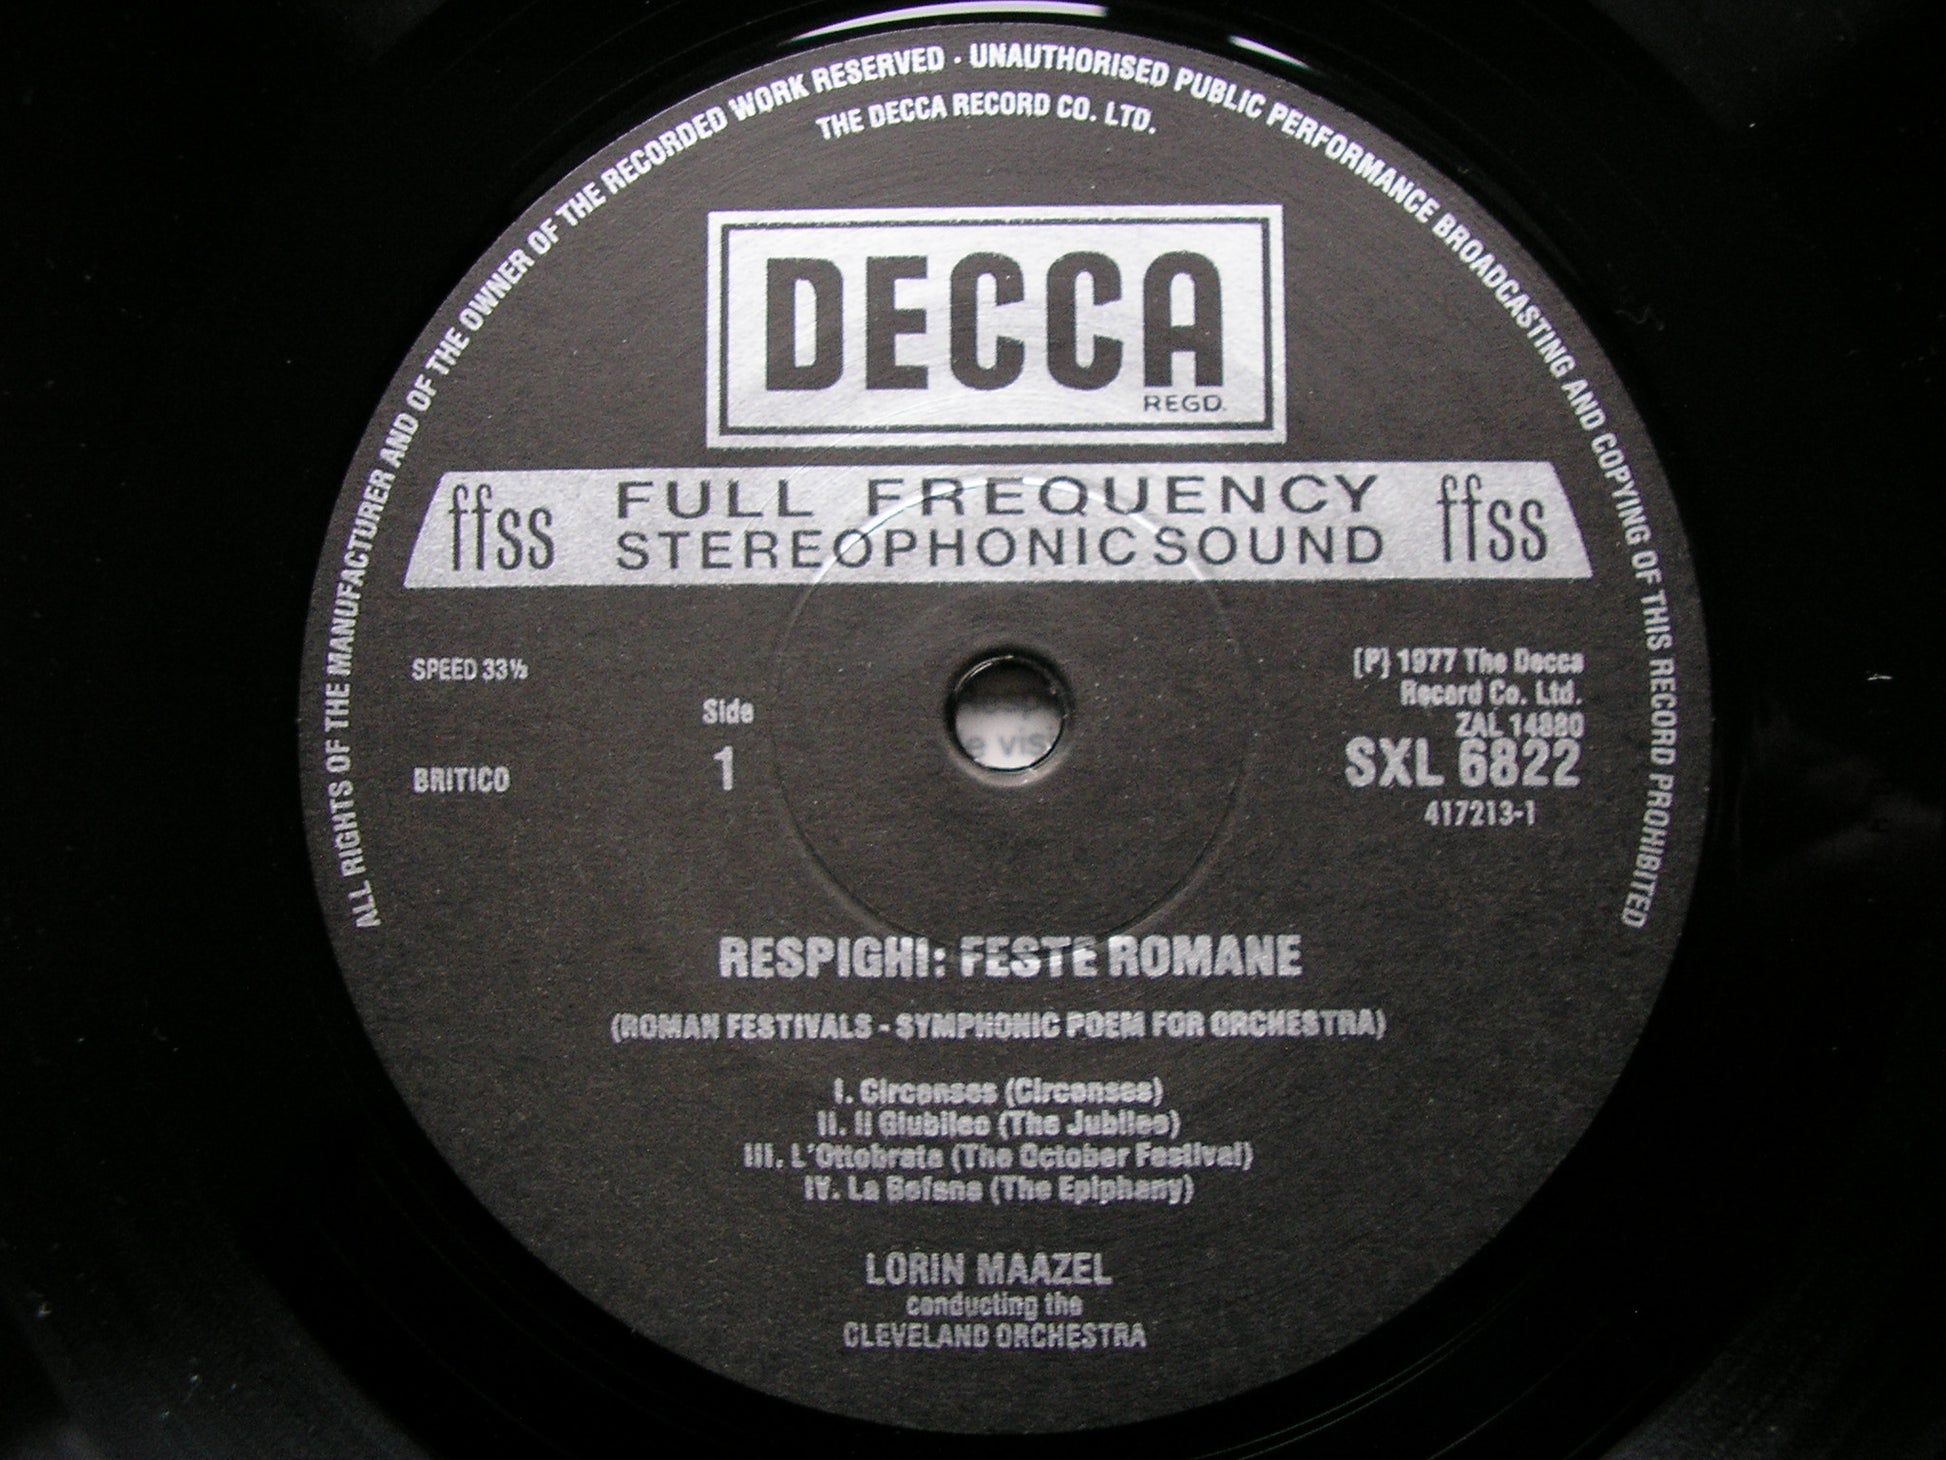 ALL RIGHTS OF THE MANUFACTURER AND OF THE OWNER OF THE RECORDED WORK RESERVED · UNAUTHORISED PUBLIC PERFORMANCE BROADCASTING AND COPYING OF THIS RECORD PROHIBITED
THE DECCA RECORD CO. LTD.
DECCA
REGD.
ffss FULL FREQUENCY STEREOPHONIC SOUND ffss
SPEED 33⅓
[P] 1977 The Decca
Record Co. Ltd.
Side
ZAL 14880
1
SXL 6822
BRITICO
417213-1
RESPIGHI: FESTE ROMANE
(ROMAN FESTIVALS - SYMPHONIC POEM FOR ORCHESTRA)
I. Circenses (Circenses)
II. Il Giubileo (The Jubilee)
III. L'Ottobrata (The October Festival)
IV. La Befana (The Epiphany)
LORIN MAAZEL
conducting the
CLEVELAND ORCHESTRA